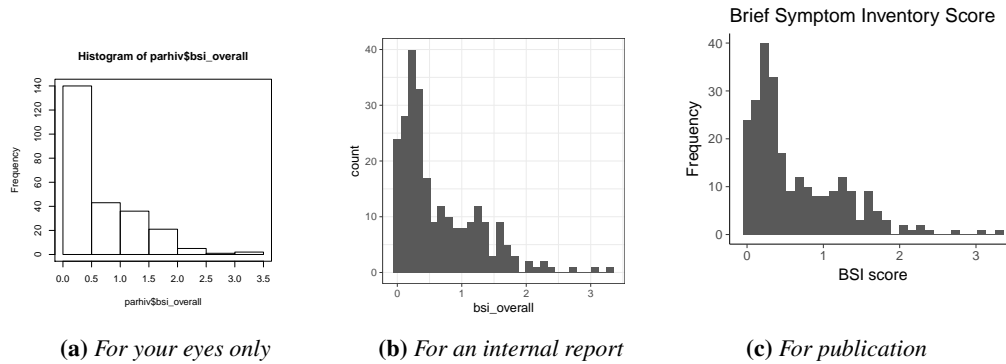 Histogram of parhiv$bsi_overall
Frequency
0 20 40 60 80 100 120 140
0.0 0.5 1.0 1.5 2.0 2.5 3.0 3.5
parhiv$bsi_overall
(a) For your eyes only
count
0 10 20 30 40
0 1 2 3
bsi_overall
(b) For an internal report
Brief Symptom Inventory Score
Frequency
0 10 20 30 40
0 1 2 3
BSI score
(c) For publication